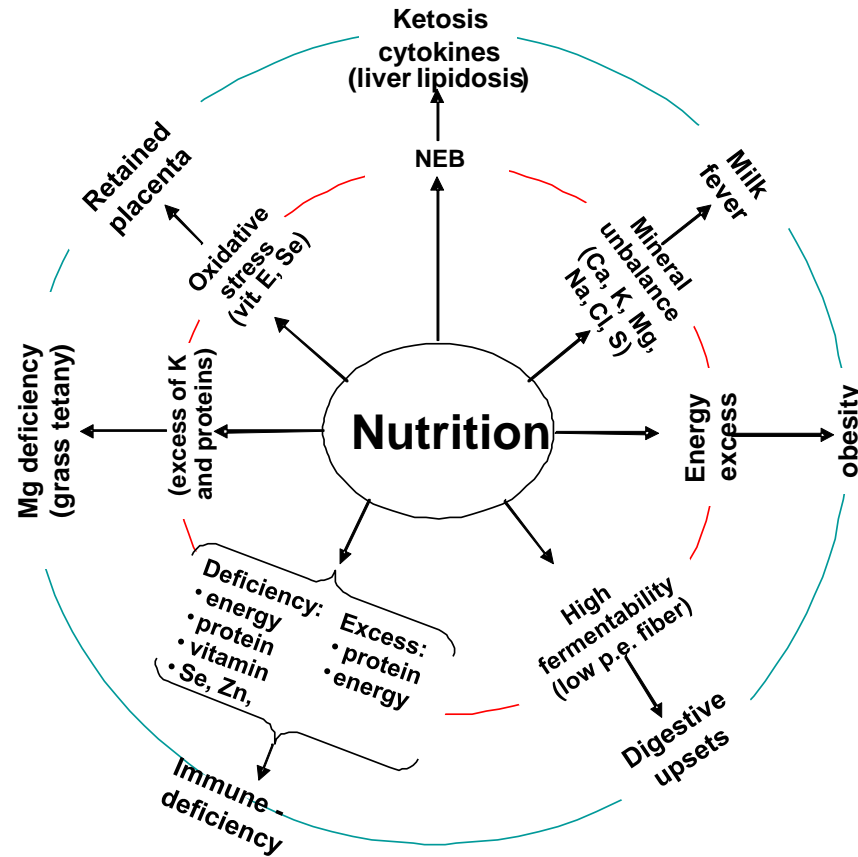 Ketosis
cytokines
(liver lipidosis)
NEB
Milk
fever
Mineral
unbalance
(Ca, K, Mg,
Na, Cl, S)
Retained
placenta
Oxidative
stress
(vit E, Se)
Mg deficiency
(grass tetany)
(excess of K
and proteins)
Nutrition
Energy
excess
obesity
Deficiency:
• energy
• protein
• vitamin
• Se, Zn,
Excess:
• protein
• energy
High
fermentability
(low p.e. fiber)
Digestive
upsets
Immune -
deficiency